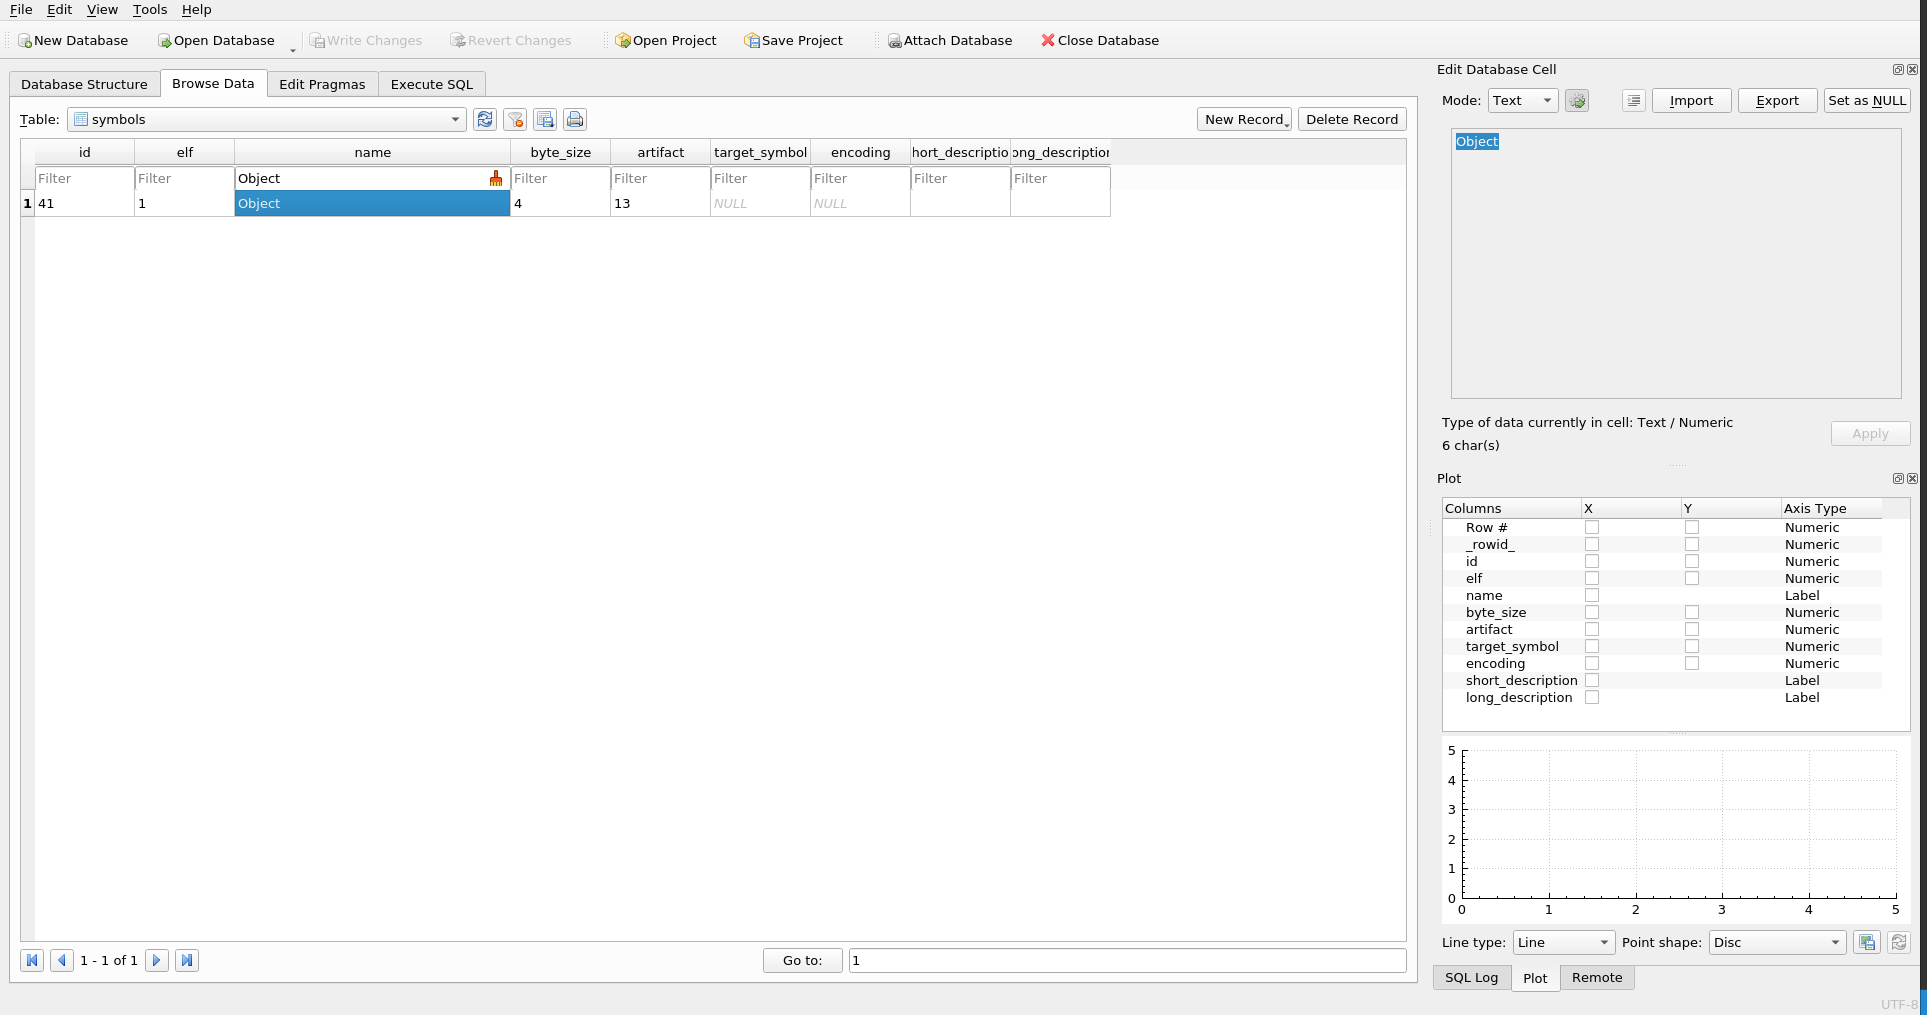 File Edit View Tools Help
New Database Open Database Write Changes Revert Changes Open Project Save Project Attach Database Close Database
Database Structure Browse Data Edit Pragmas Execute SQL
Table: symbols New Record Delete Record
id elf name byte_size artifact target_symbol encoding hort_descriptio ong_description
Filter Filter Object Filter Filter Filter Filter Filter Filter
1 41 1 Object 4 13 NULL NULL
1 - 1 of 1 Go to: 1
Edit Database Cell
Mode: Text Import Export Set as NULL
Object
Type of data currently in cell: Text / Numeric
6 char(s)
Apply
Plot
Columns X Y Axis Type
Row # Numeric
_rowid_ Numeric
id Numeric
elf Numeric
name Label
byte_size Numeric
artifact Numeric
target_symbol Numeric
encoding Numeric
short_description Label
long_description Label
5
4
3
2
1
0
0 1 2 3 4 5
Line type: Line Point shape: Disc
SQL Log Plot Remote
UTF-8